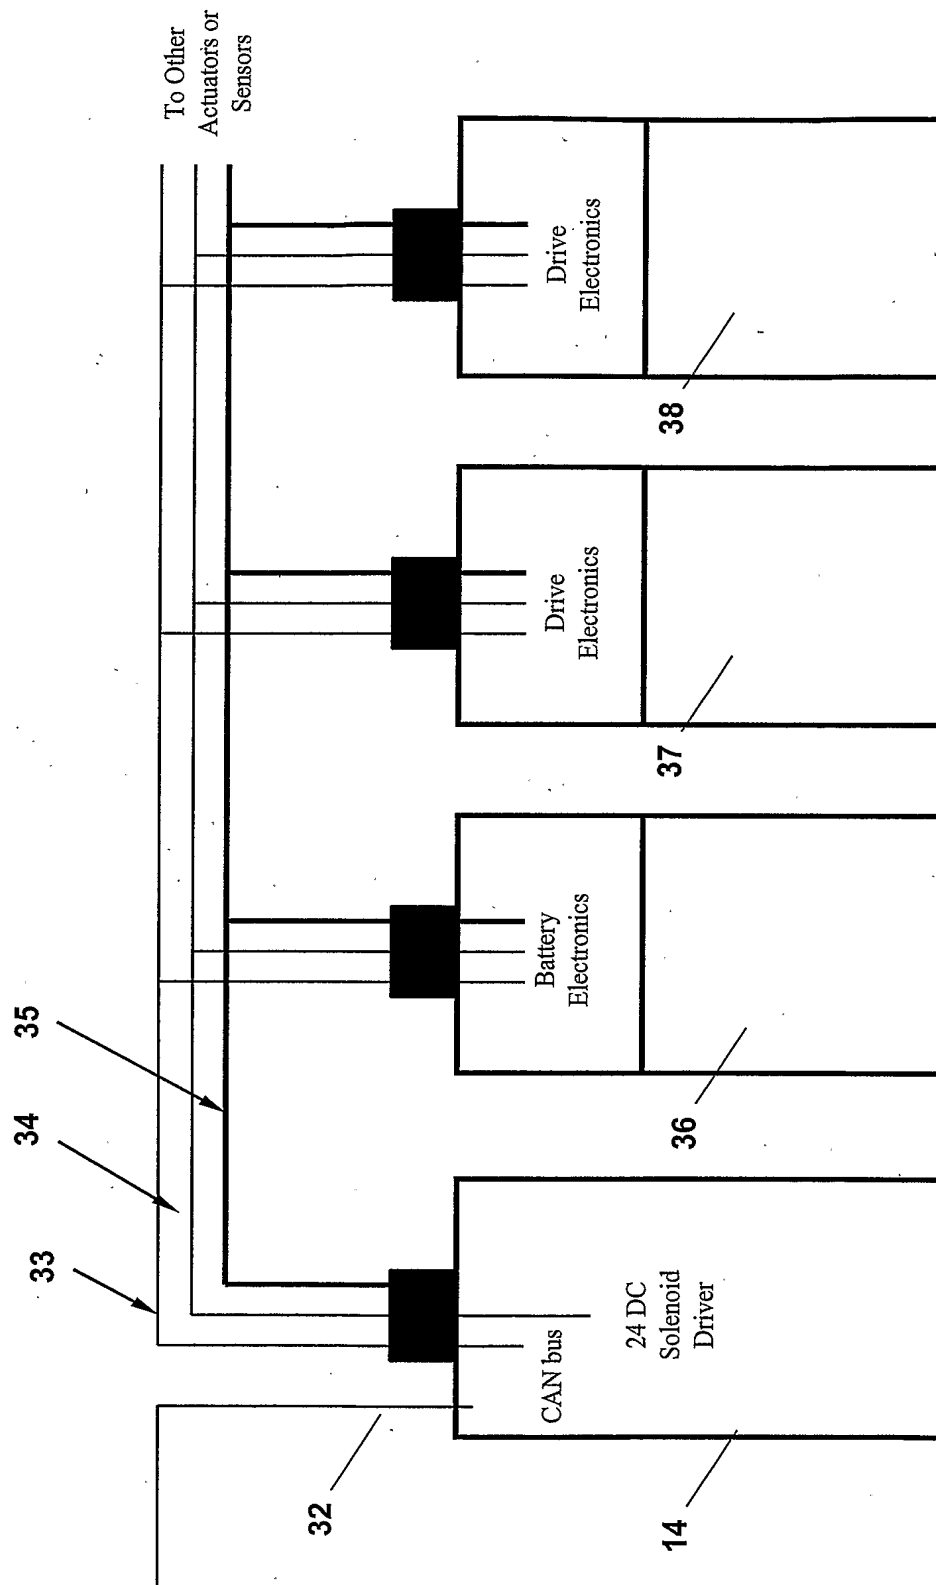 To Other
Actuators or
Sensors
35
34
33
32
CAN bus
24 DC
Solenoid
Driver
14
Battery
Electronics
36
Drive
Electronics
37
Drive
Electronics
38